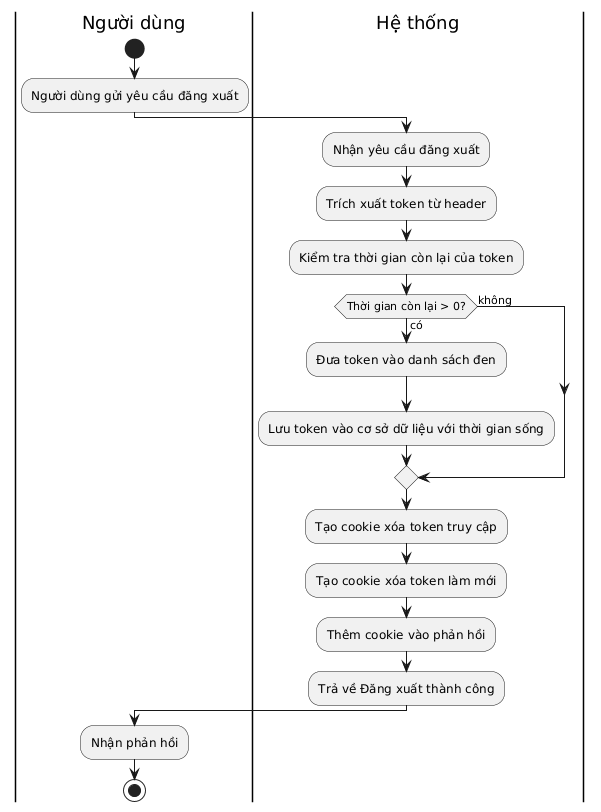 Người dùng
Hệ thống
Người dùng gửi yêu cầu đăng xuất
Nhận yêu cầu đăng xuất
Trích xuất token từ header
Kiểm tra thời gian còn lại của token
Thời gian còn lại > 0?
không
có
Đưa token vào danh sách đen
Lưu token vào cơ sở dữ liệu với thời gian sống
Tạo cookie xóa token truy cập
Tạo cookie xóa token làm mới
Thêm cookie vào phản hồi
Trả về Đăng xuất thành công
Nhận phản hồi